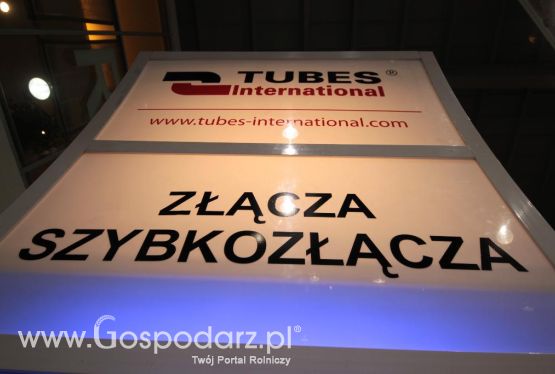 TUBES®
International
www.tubes-international.com
ZŁĄCZA
SZYBKOZŁĄCZA
www.Gospodarz.pl®
Twój Portal Rolniczy